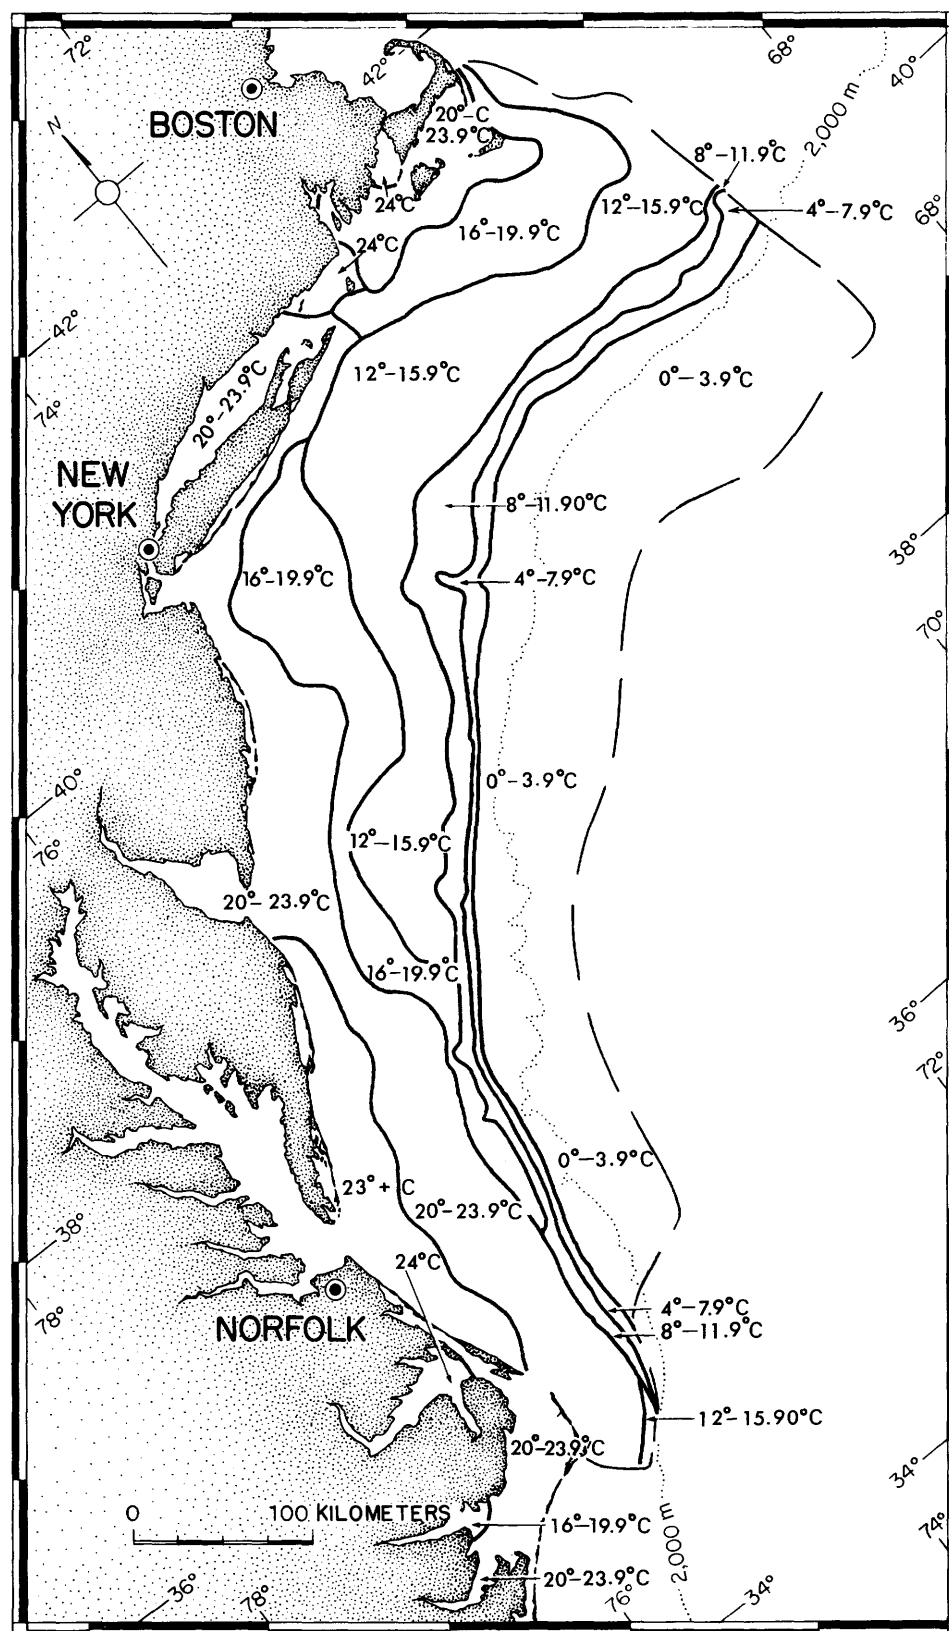 72°
42°
68°
40°
N
BOSTON
20°-C
23.9°C
2,000 m
8°-11.9°C
24°C
12°-15.9°C
4°-7.9°C
68°
16°-19.9°C
24°C
42°
12°-15.9°C
0°-3.9°C
20°-23.9°C
74°
NEW
YORK
8°-11.90°C
38°
16°-19.9°C
4°-7.9°C
70°
0°-3.9°C
40°
12°-15.9°C
76°
20°-23.9°C
16°-19.9°C
36°
72°
0°-3.9°C
23°+C
20°-23.9°C
38°
24°C
78°
4°-7.9°C
NORFOLK
8°-11.9°C
12°-15.90°C
20°-23.9°C
34°
0 100 KILOMETERS
16°-19.9°C
2,000 m
74°
20°-23.9°C
36°
78°
76°
34°